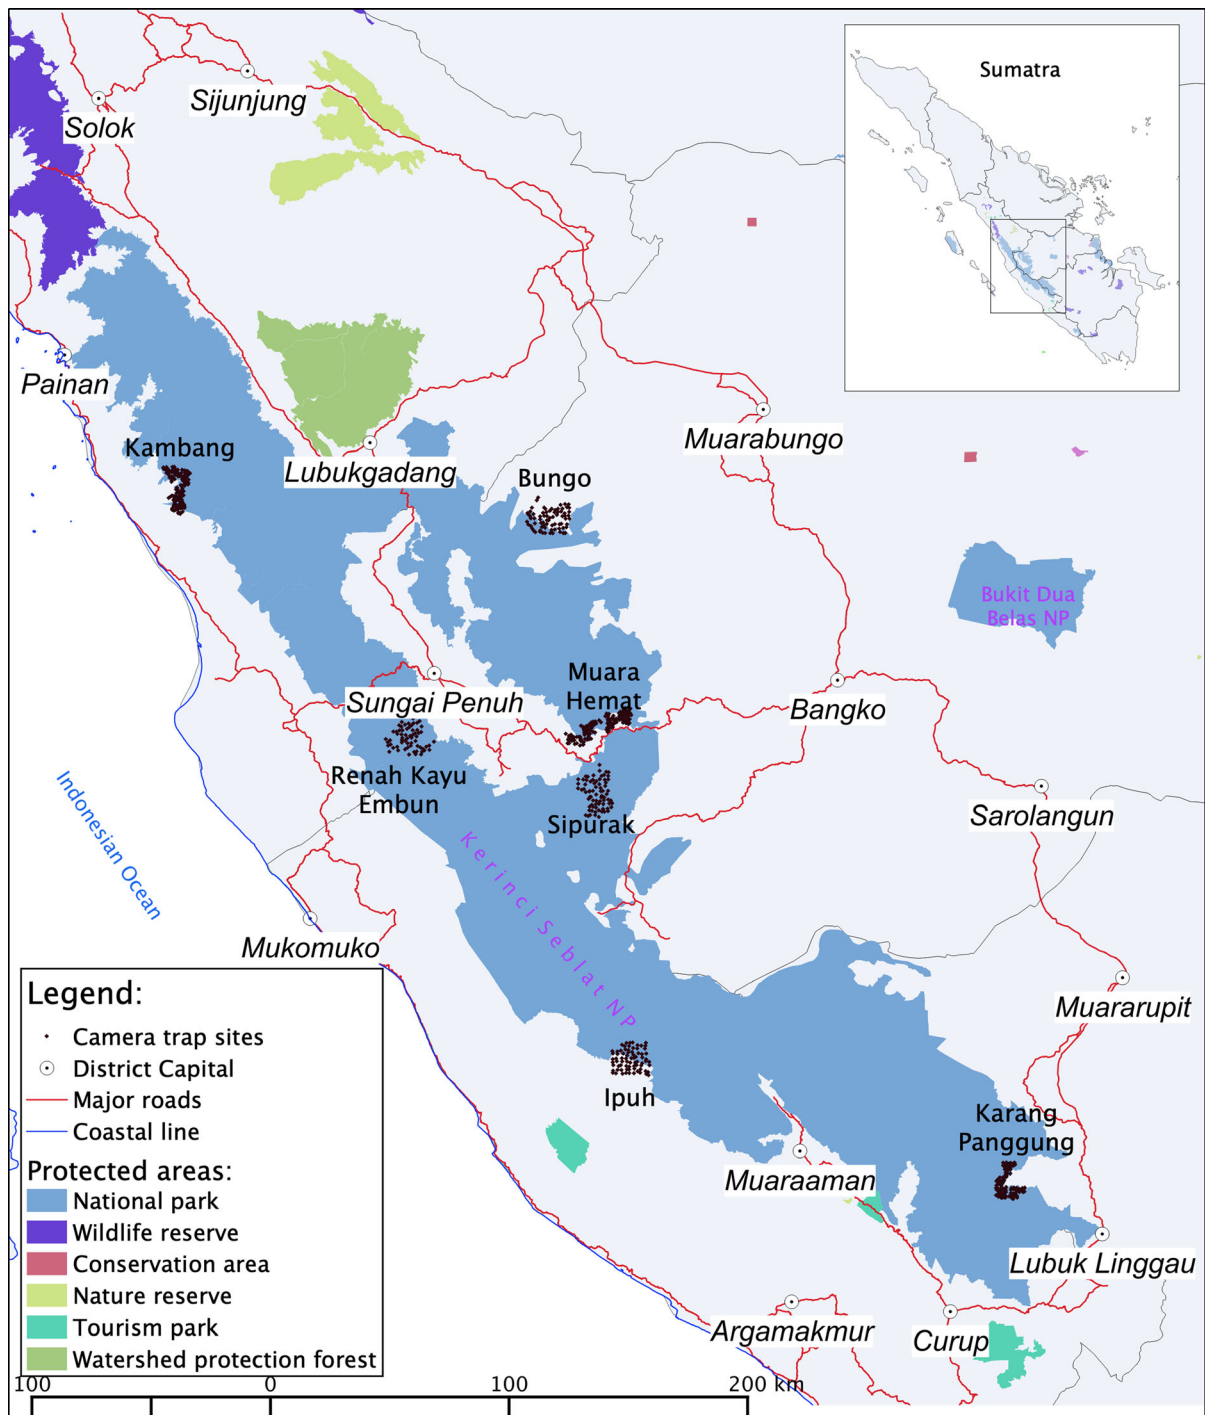 Sumatra
Sijunjung
Solok
Painan
Kambang
Lubukgadang
Bungo
Muarabungo
Bukit Dua
Belas NP
Muara
Hemat
Sungai Penuh
Bangko
Renah Kayu
Embun
Sipurak
Sarolangun
Indonesian Ocean
Kerinci Seblat NP
Mukomuko
Muararupit
Ipuh
Karang
Panggung
Muaraaman
Lubuk Linggau
Argamakmur
Curup
Legend:
Camera trap sites
District Capital
Major roads
Coastal line
Protected areas:
National park
Wildlife reserve
Conservation area
Nature reserve
Tourism park
Watershed protection forest
100 0 100 200 km